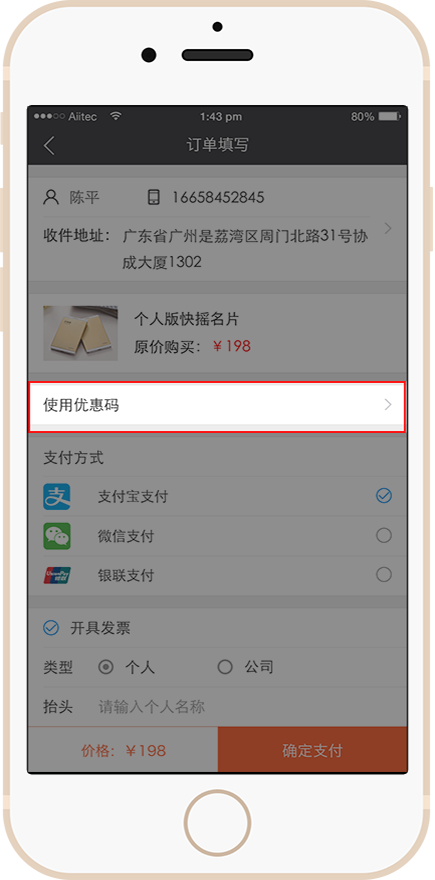 Aiitec 1:43 pm 80%
订单填写
陈平 16658452845
收件地址: 广东省广州是荔湾区周门北路31号协
成大厦1302
个人版快摇名片
原价购买: ¥198
使用优惠码
支付方式
支付宝支付
微信支付
银联支付
开具发票
类型 个人 公司
抬头 请输入个人名称
价格: ¥198 确定支付